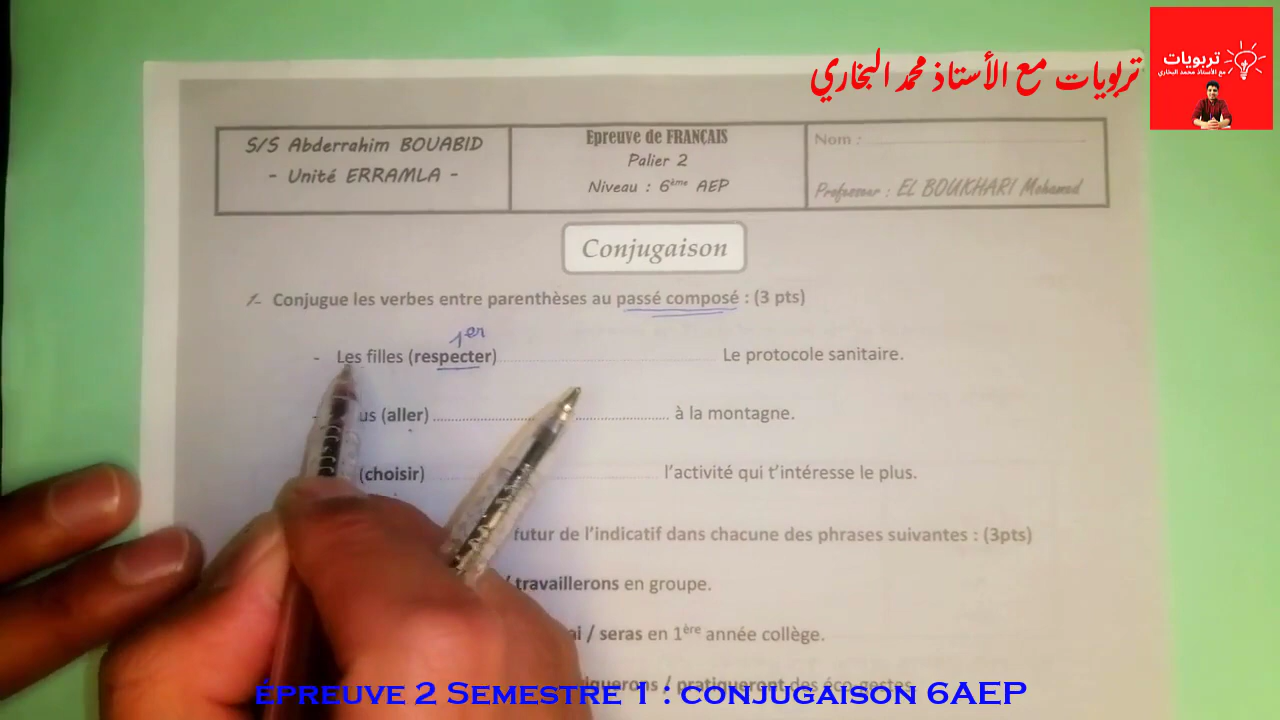 تربويات مع الأستاذ محمد البخاري
تربويات
مع الأستاذ محمد البخاري
S/S Abderrahim BOUABID
- Unité ERRAMLA -
Epreuve de FRANÇAIS
Palier 2
Niveau : 6ème AEP
Nom :
Professeur : EL BOUKHARI Mohamed
Conjugaison
1- Conjugue les verbes entre parenthèses au passé composé : (3 pts)
1er
- Les filles (respecter) Le protocole sanitaire.
us (aller) à la montagne.
(choisir) l'activité qui t'intéresse le plus.
futur de l'indicatif dans chacune des phrases suivantes : (3pts)
/ travaillerons en groupe.
ai / seras en 1ère année collège.
/ pratiqueront des éco-gestes.
épreuve 2 Semestre 1 : conjugaison 6AEP